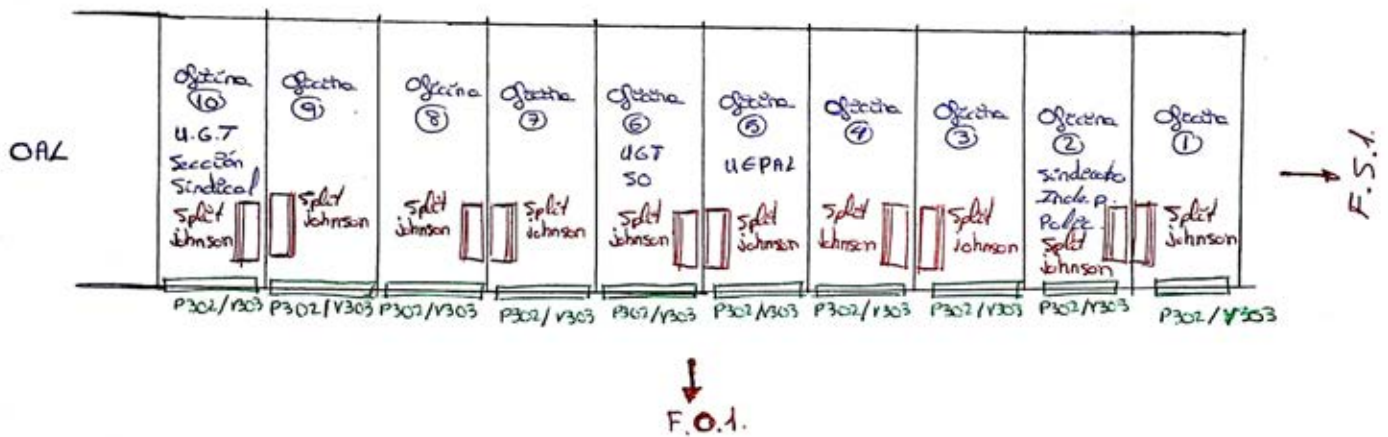 OAL
Oficina
10
U.G.T
Sección
Sindical
Split
Johnson
P302/V303
Oficina
9
Split
Johnson
P302/V303
Oficina
8
Split
Johnson
P302/V303
Oficina
7
Split
Johnson
P302/V303
Oficina
6
UGT
SO
Split
Johnson
P302/V303
Oficina
5
UEPAL
Split
Johnson
P302/V303
Oficina
4
Split
Johnson
P302/V303
Oficina
3
Split
Johnson
P302/V303
Oficina
2
Sindicato
Inde.p.
Polic.
Split
Johnson
P302/V303
Oficina
1
Split
Johnson
P302/V303
F.S.1.
F.O.1.